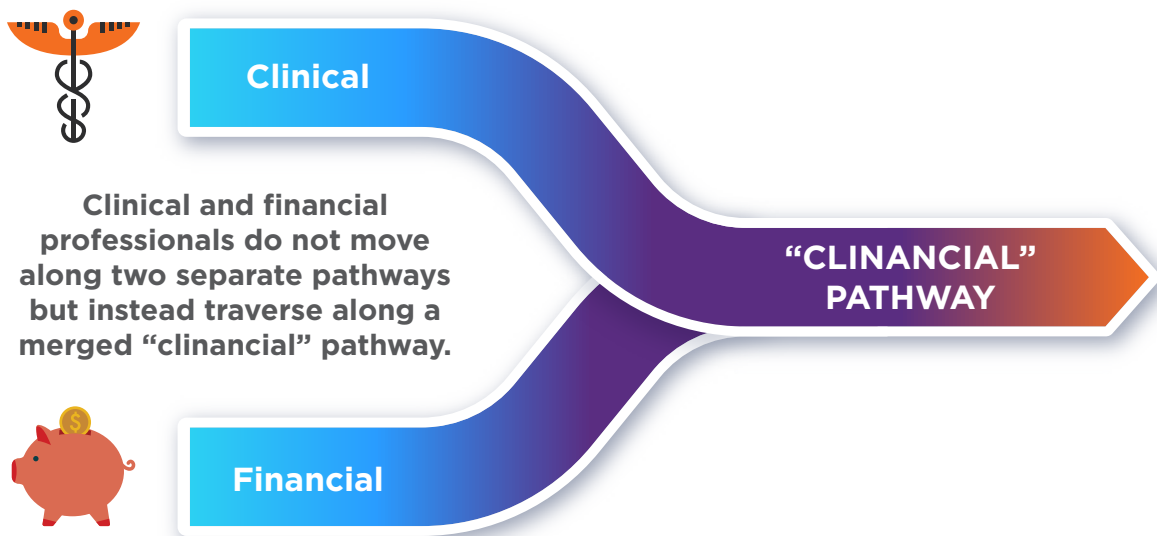 Clinical
Clinical and financial
professionals do not move
along two separate pathways
but instead traverse along a
merged “clinancial” pathway.
“CLINANCIAL”
PATHWAY
$
Financial